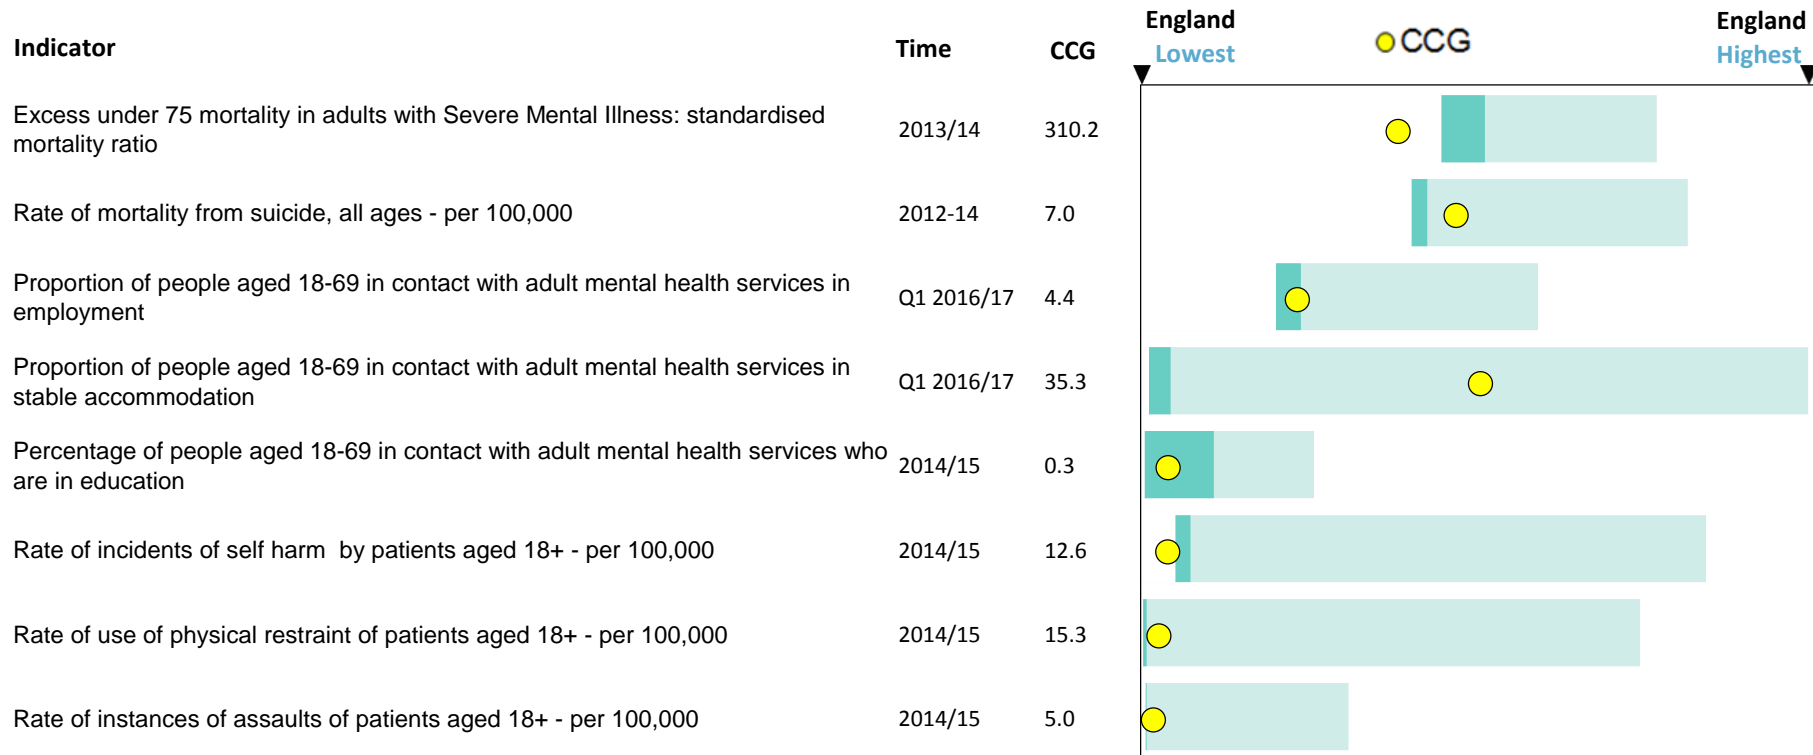 England
England
Indicator
Time
CCG
Lowest
CCG
Highest
Excess under 75 mortality in adults with Severe Mental Illness: standardised
mortality ratio
2013/14
310.2
Rate of mortality from suicide, all ages - per 100,000
2012-14
7.0
Proportion of people aged 18-69 in contact with adult mental health services in
employment
Q1 2016/17
4.4
Proportion of people aged 18-69 in contact with adult mental health services in
stable accommodation
Q1 2016/17
35.3
Percentage of people aged 18-69 in contact with adult mental health services who
are in education
2014/15
0.3
Rate of incidents of self harm  by patients aged 18+ - per 100,000
2014/15
12.6
Rate of use of physical restraint of patients aged 18+ - per 100,000
2014/15
15.3
Rate of instances of assaults of patients aged 18+ - per 100,000
2014/15
5.0